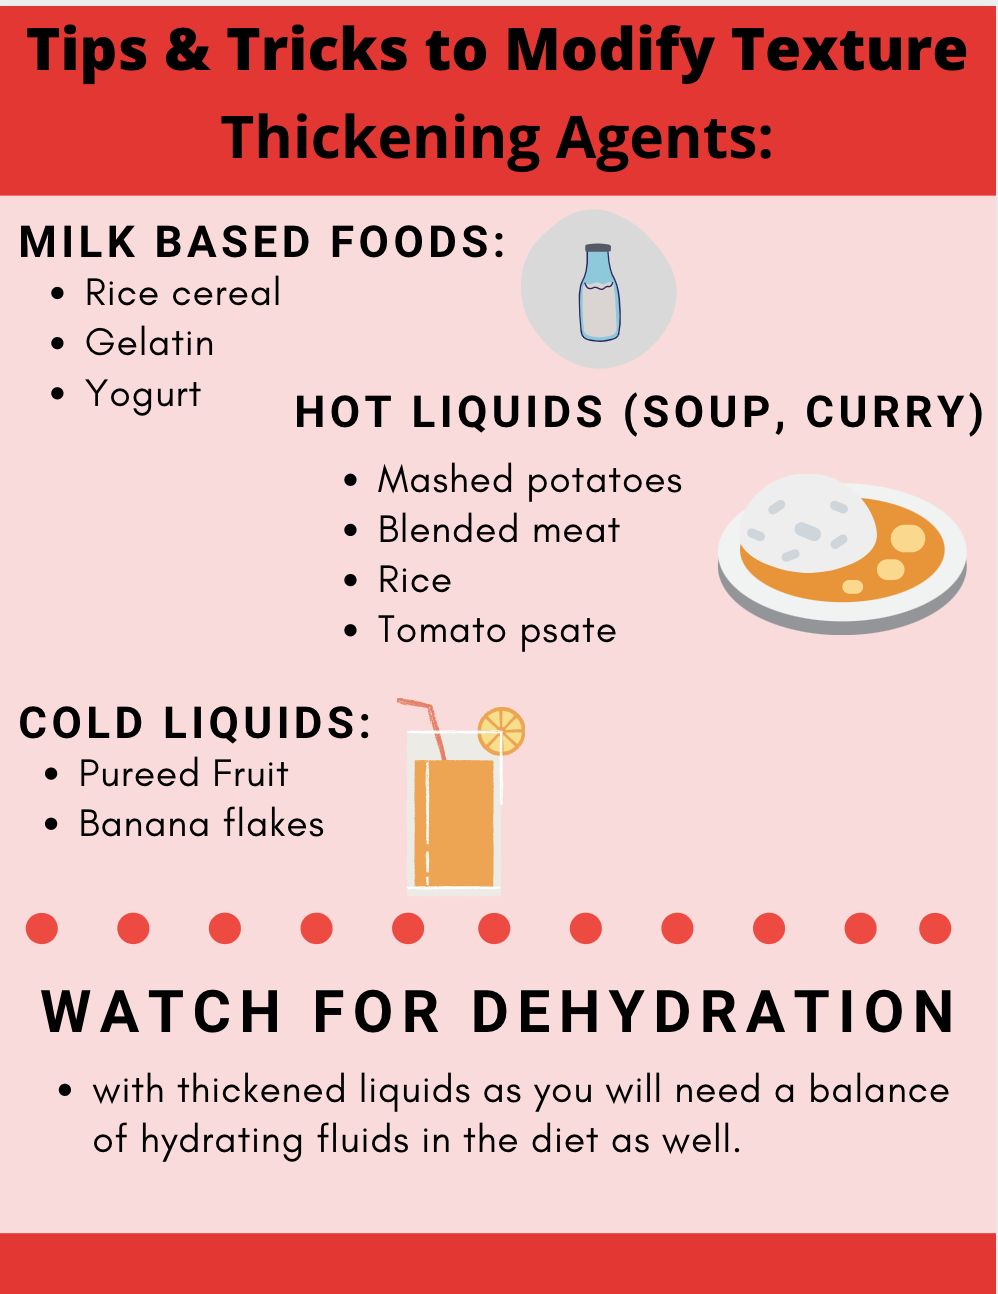 Tips & Tricks to Modify Texture
Thickening Agents:
MILK BASED FOODS:
• Rice cereal
• Gelatin
• Yogurt
HOT LIQUIDS (SOUP, CURRY)
• Mashed potatoes
• Blended meat
• Rice
• Tomato psate
COLD LIQUIDS:
• Pureed Fruit
• Banana flakes
WATCH FOR DEHYDRATION
• with thickened liquids as you will need a balance
of hydrating fluids in the diet as well.